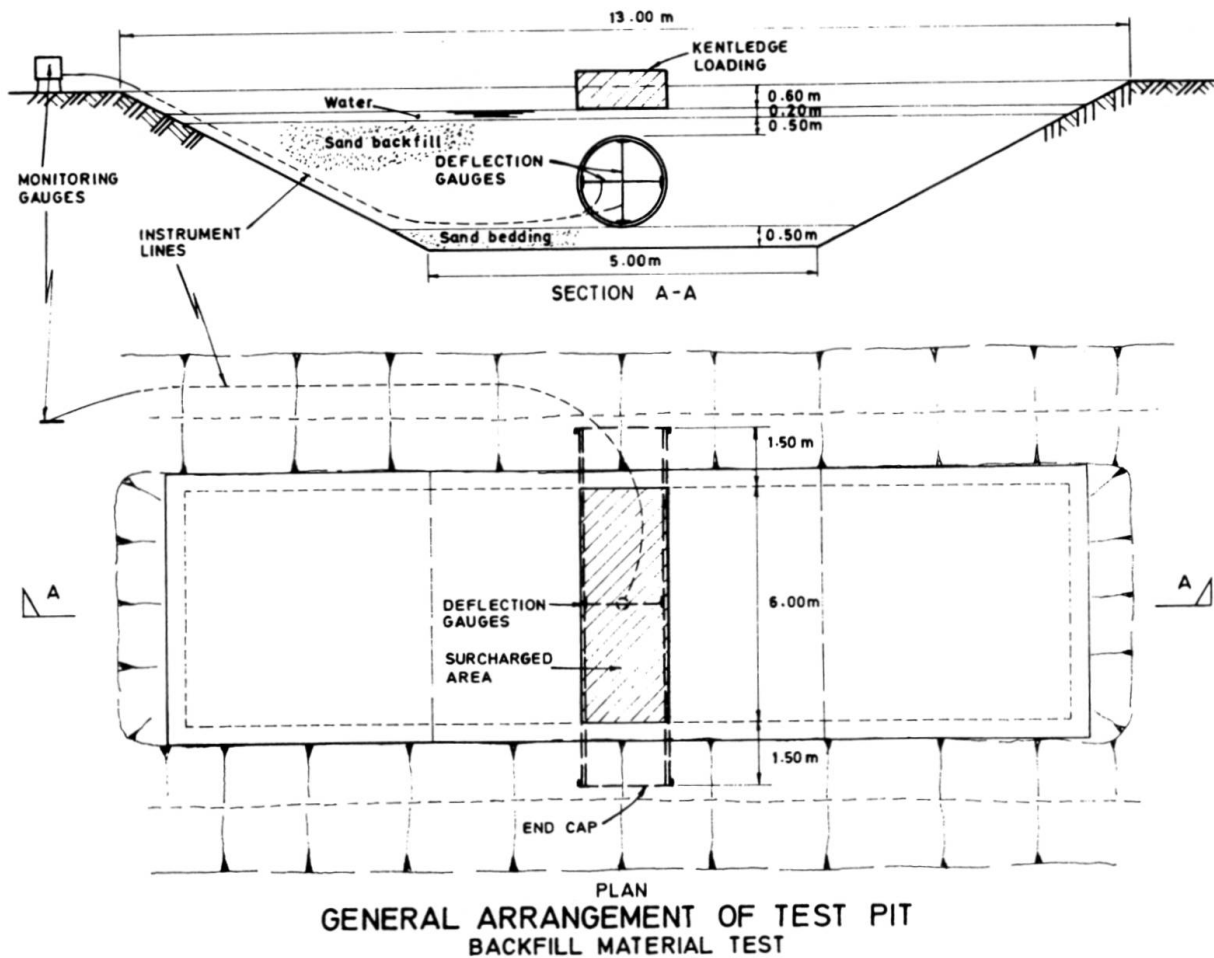 13.00 m
KENTLEDGE
LOADING
0.60m
Water
0.20m
0.50m
Sand backfill
DEFLECTION
GAUGES
MONITORING
GAUGES
INSTRUMENT
LINES
Sand bedding
0.50m
5.00m
SECTION A-A
1.50 m
A
A
DEFLECTION
GAUGES
6.00m
SURCHARGED
AREA
1.50 m
END CAP
PLAN
GENERAL ARRANGEMENT OF TEST PIT
BACKFILL MATERIAL TEST